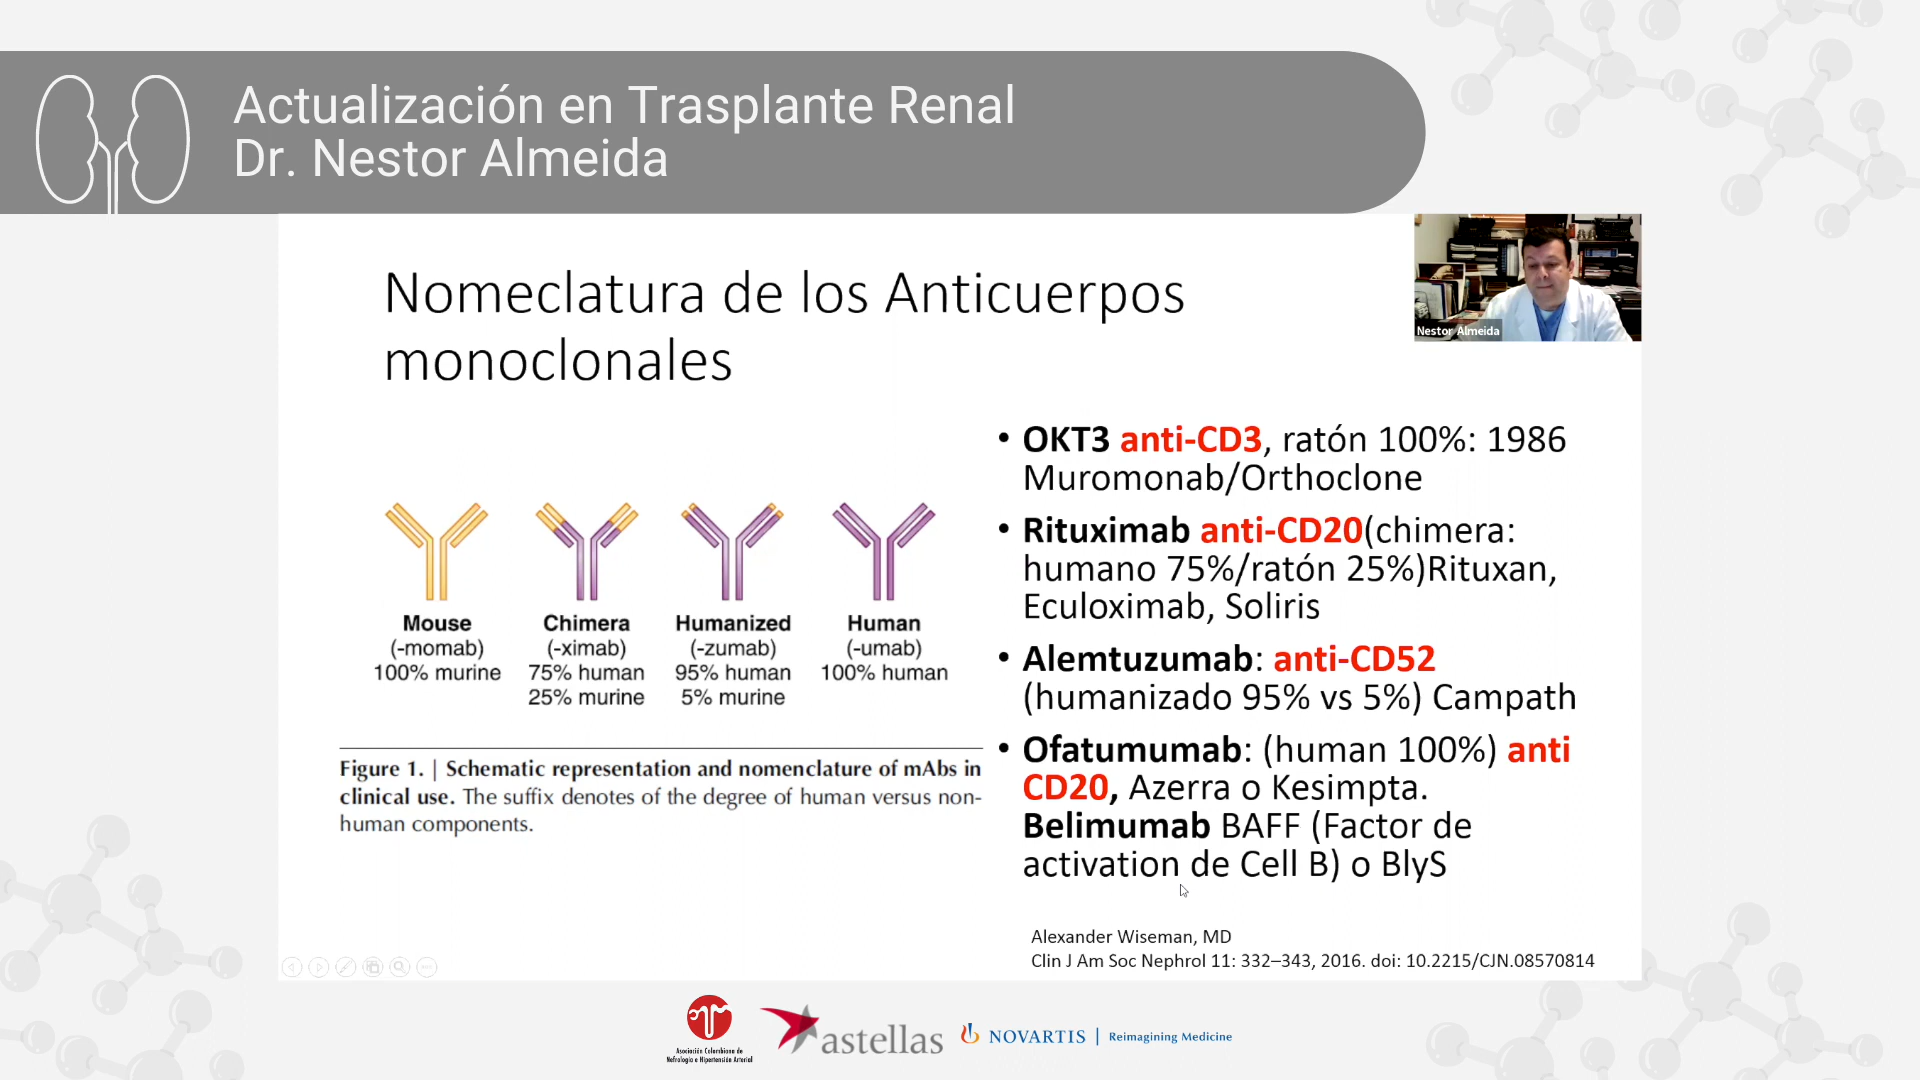 Actualización en Trasplante Renal
Dr. Nestor Almeida
Nomeclatura de los Anticuerpos
monoclonales
Nestor Almeida
Mouse
(-momab)
100% murine
Chimera
(-ximab)
75% human
25% murine
Humanized
(-zumab)
95% human
5% murine
Human
(-umab)
100% human
Figure 1. | Schematic representation and nomenclature of mAbs in
clinical use. The suffix denotes of the degree of human versus non-
human components.
• OKT3 anti-CD3, ratón 100%: 1986
Muromonab/Orthoclone
• Rituximab anti-CD20(chimera:
humano 75%/ratón 25%)Rituxan,
Eculoximab, Soliris
• Alemtuzumab: anti-CD52
(humanizado 95% vs 5%) Campath
• Ofatumumab: (human 100%) anti
CD20, Azerra o Kesimpta.
Belimumab BAFF (Factor de
activation de Cell B) o BlyS
Alexander Wiseman, MD
Clin J Am Soc Nephrol 11: 332–343, 2016. doi: 10.2215/CJN.08570814
Asociación Colombiana de
Nefrología e Hipertensión Arterial
astellas
NOVARTIS | Reimagining Medicine